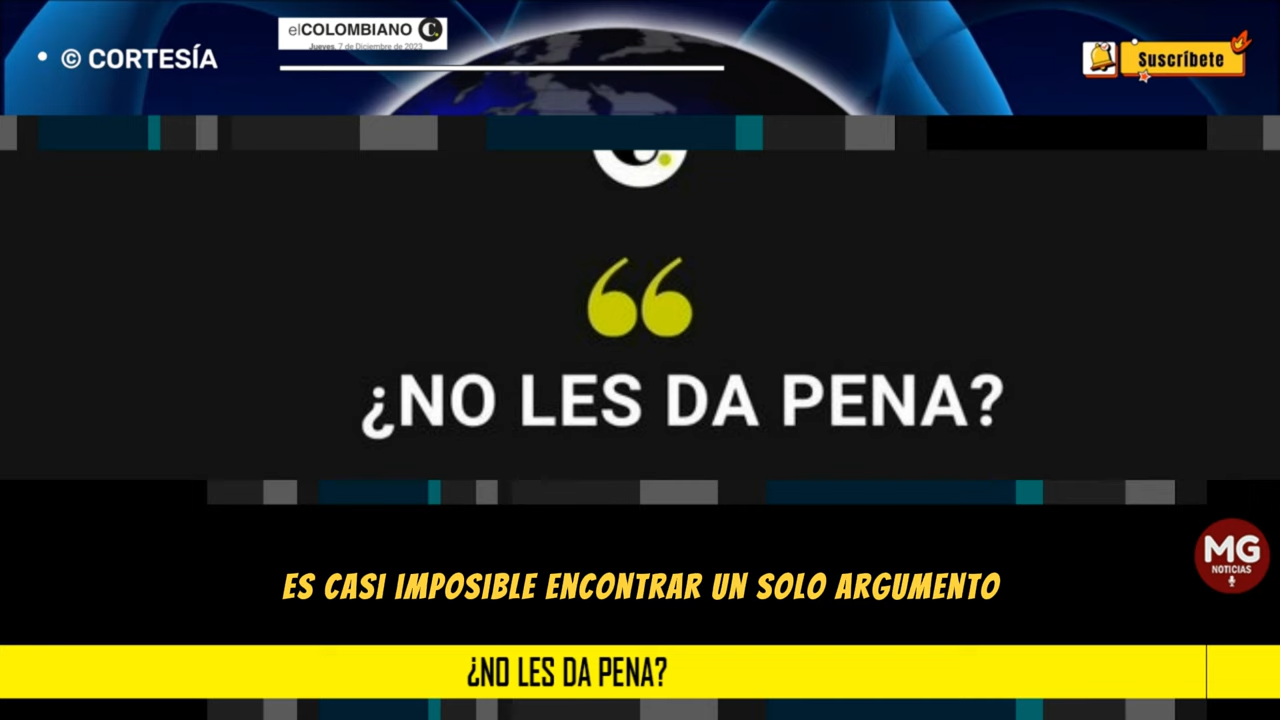 elCOLOMBIANO C.
Jueves, 7 de Diciembre de 2023
• © CORTESÍA
Suscríbete
“
¿NO LES DA PENA?
ES CASI IMPOSIBLE ENCONTRAR UN SOLO ARGUMENTO
MG
NOTICIAS
¿NO LES DA PENA?